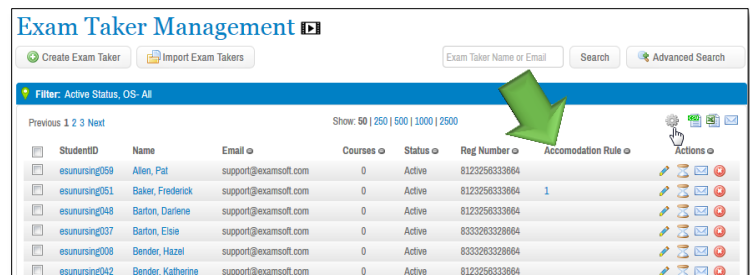 Exam Taker Management
Create Exam Taker Import Exam Takers Exam Taker Name or Email Search Advanced Search
Filter: Active Status, OS- All
Previous 1 2 3 Next Show: 50 | 250 | 500 | 1000 | 2500
StudentID Name Email Courses Status Reg Number Accomodation Rule Actions
esunursing059 Allen, Pat support@examsoft.com 0 Active 8123256333664
esunursing051 Baker, Frederick support@examsoft.com 0 Active 8123256333664 1
esunursing048 Barton, Darlene support@examsoft.com 0 Active 8123256333664
esunursing037 Barton, Elsie support@examsoft.com 0 Active 8333263328664
esunursing008 Bender, Hazel support@examsoft.com 0 Active 8333263328664
esunursing042 Bender, Katherine support@examsoft.com 0 Active 8123256333664